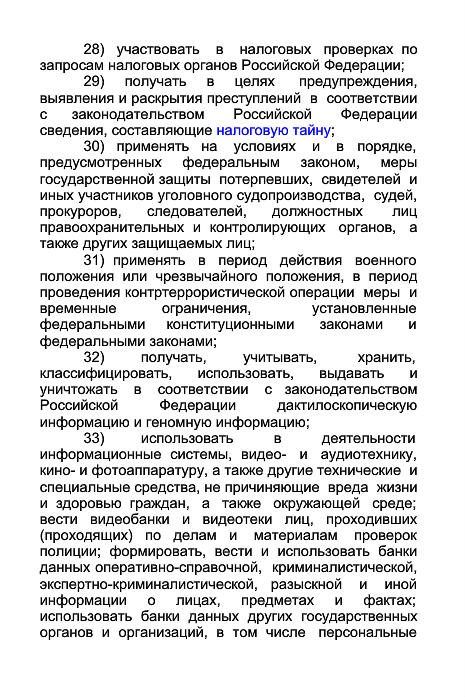 28) участвовать в налоговых проверках по
запросам налоговых органов Российской Федерации;
29) получать в целях предупреждения,
выявления и раскрытия преступлений в соответствии
с законодательством Российской Федерации
сведения, составляющие налоговую тайну;
30) применять на условиях и в порядке,
предусмотренных федеральным законом, меры
государственной защиты потерпевших, свидетелей и
иных участников уголовного судопроизводства, судей,
прокуроров, следователей, должностных лиц
правоохранительных и контролирующих органов, а
также других защищаемых лиц;
31) применять в период действия военного
положения или чрезвычайного положения, в период
проведения контртеррористической операции меры и
временные ограничения, установленные
федеральными конституционными законами и
федеральными законами;
32) получать, учитывать, хранить,
классифицировать, использовать, выдавать и
уничтожать в соответствии с законодательством
Российской Федерации дактилоскопическую
информацию и геномную информацию;
33) использовать в деятельности
информационные системы, видео- и аудиотехнику,
кино- и фотоаппаратуру, а также другие технические и
специальные средства, не причиняющие вреда жизни
и здоровью граждан, а также окружающей среде;
вести видеобанки и видеотеки лиц, проходивших
(проходящих) по делам и материалам проверок
полиции; формировать, вести и использовать банки
данных оперативно-справочной, криминалистической,
экспертно-криминалистической, разыскной и иной
информации о лицах, предметах и фактах;
использовать банки данных других государственных
органов и организаций, в том числе персональные